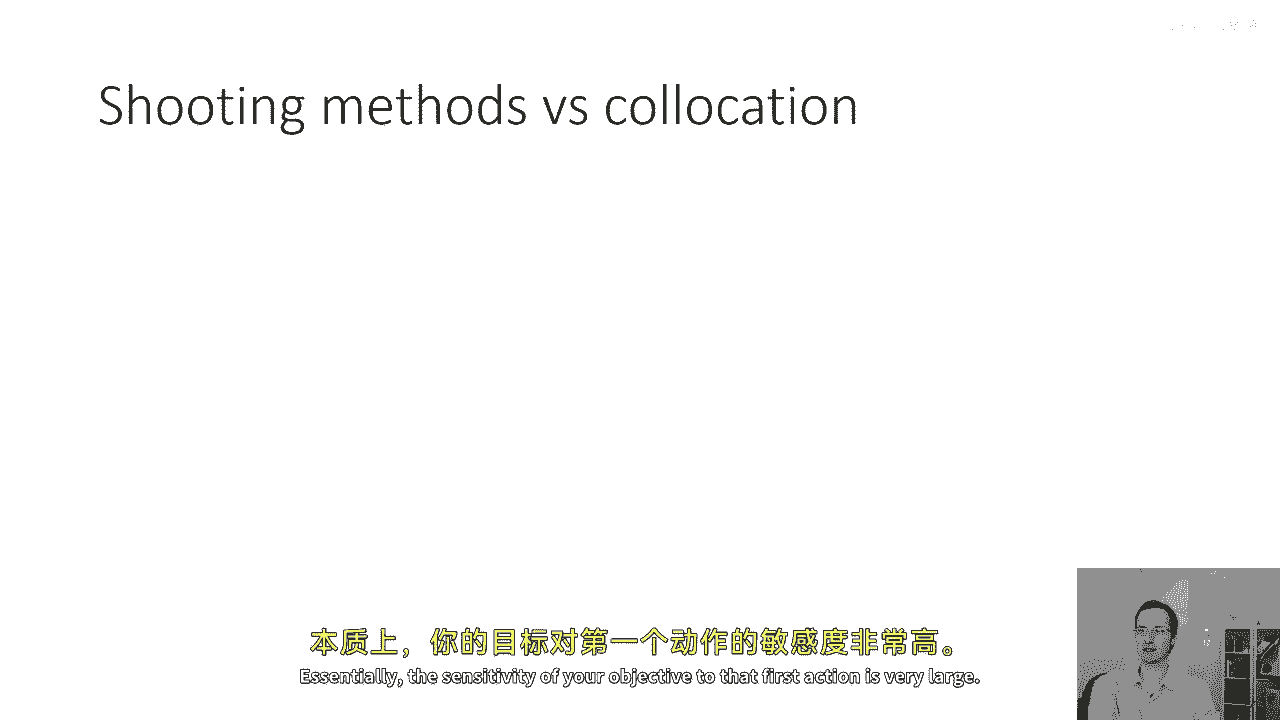 Shooting methods vs collocation
本质上，你的目标对第一个动作的敏感度非常高。
Essentially, the sensitivity of your objective to that first action is very large.